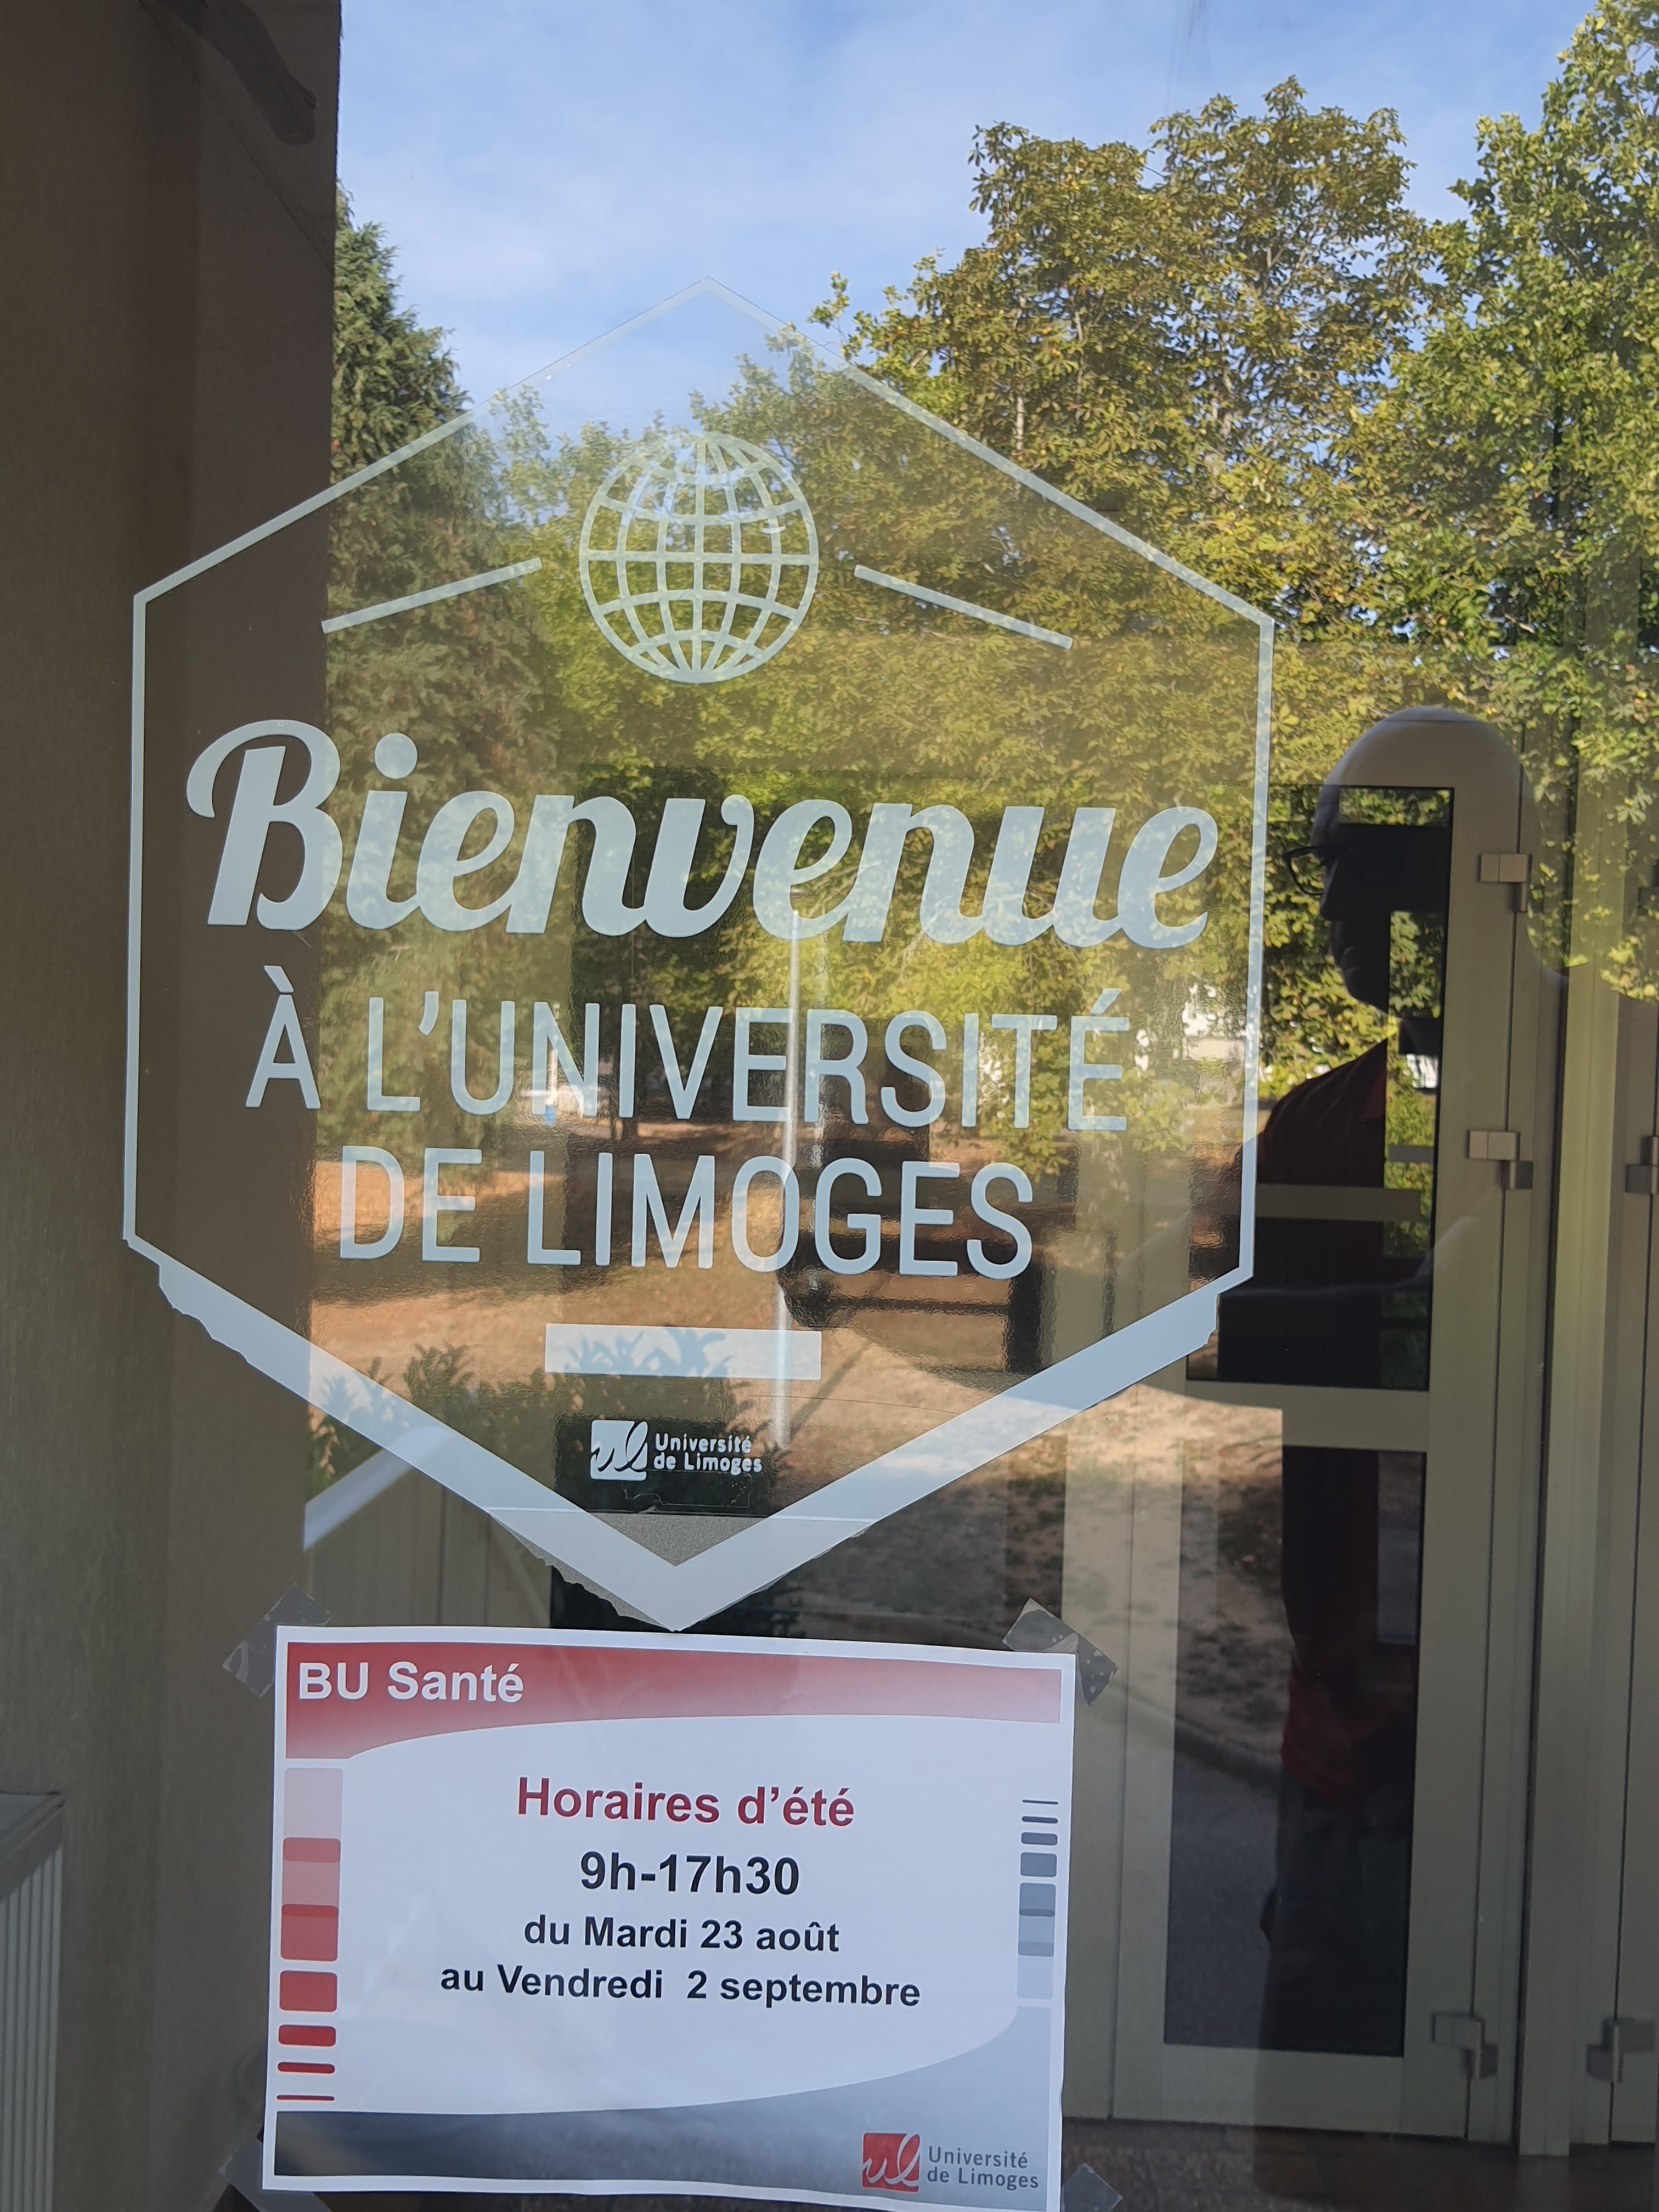 Bienvenue
À L'UNIVERSITÉ
DE LIMOGES
Université
de Limoges
BU Santé
Horaires d'été
9h-17h30
du Mardi 23 août
au Vendredi 2 septembre
Université
de Limoges